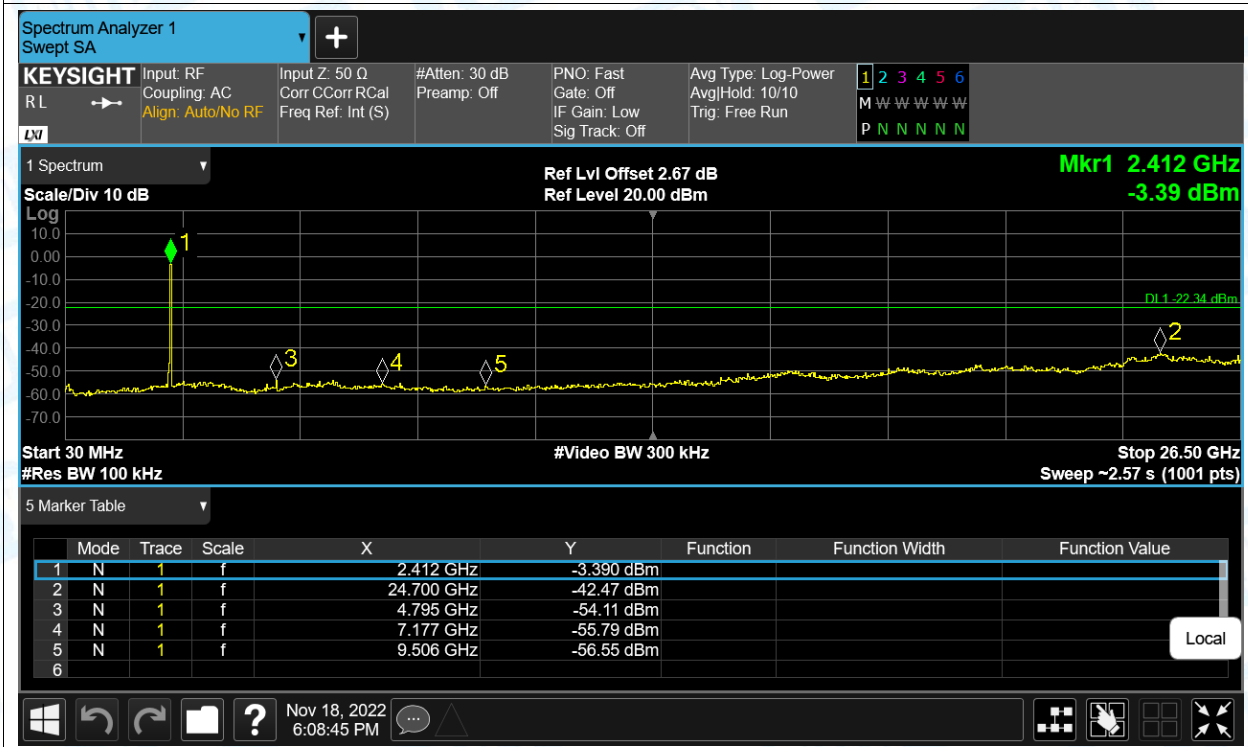 Spectrum Analyzer 1
Swept SA
KEYSIGHT Input: RF Input Z: 50 Ω #Atten: 30 dB PNO: Fast Avg Type: Log-Power 1 2 3 4 5 6
R L Coupling: AC Corr CCorr RCal Preamp: Off Gate: Off Avg|Hold: 10/10 M W W W W W
Align: Auto/No RF Freq Ref: Int (S) IF Gain: Low Trig: Free Run
LXI Sig Track: Off P N N N N N
1 Spectrum Ref Lvl Offset 2.67 dB Mkr1 2.412 GHz
Scale/Div 10 dB Ref Level 20.00 dBm -3.39 dBm
Log
10.0
0.00
-10.0
-20.0
-30.0
-40.0
-50.0
-60.0
-70.0
1
DL1 -22.34 dBm
2
3
4
5
Start 30 MHz #Video BW 300 kHz Stop 26.50 GHz
#Res BW 100 kHz Sweep ~2.57 s (1001 pts)
5 Marker Table
Mode Trace Scale X Y Function Function Width Function Value
1 N 1 f 2.412 GHz -3.390 dBm
2 N 1 f 24.700 GHz -42.47 dBm
3 N 1 f 4.795 GHz -54.11 dBm
4 N 1 f 7.177 GHz -55.79 dBm
5 N 1 f 9.506 GHz -56.55 dBm
6
Local
? Nov 18, 2022
6:08:45 PM